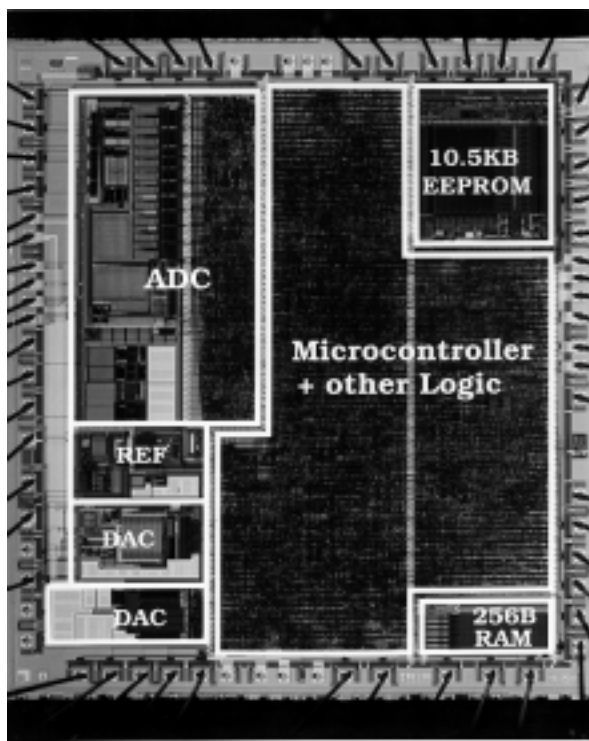 10.5KB
EEPROM
ADC
Microcontroller
+ other Logic
REF
DAC
DAC
256B
RAM